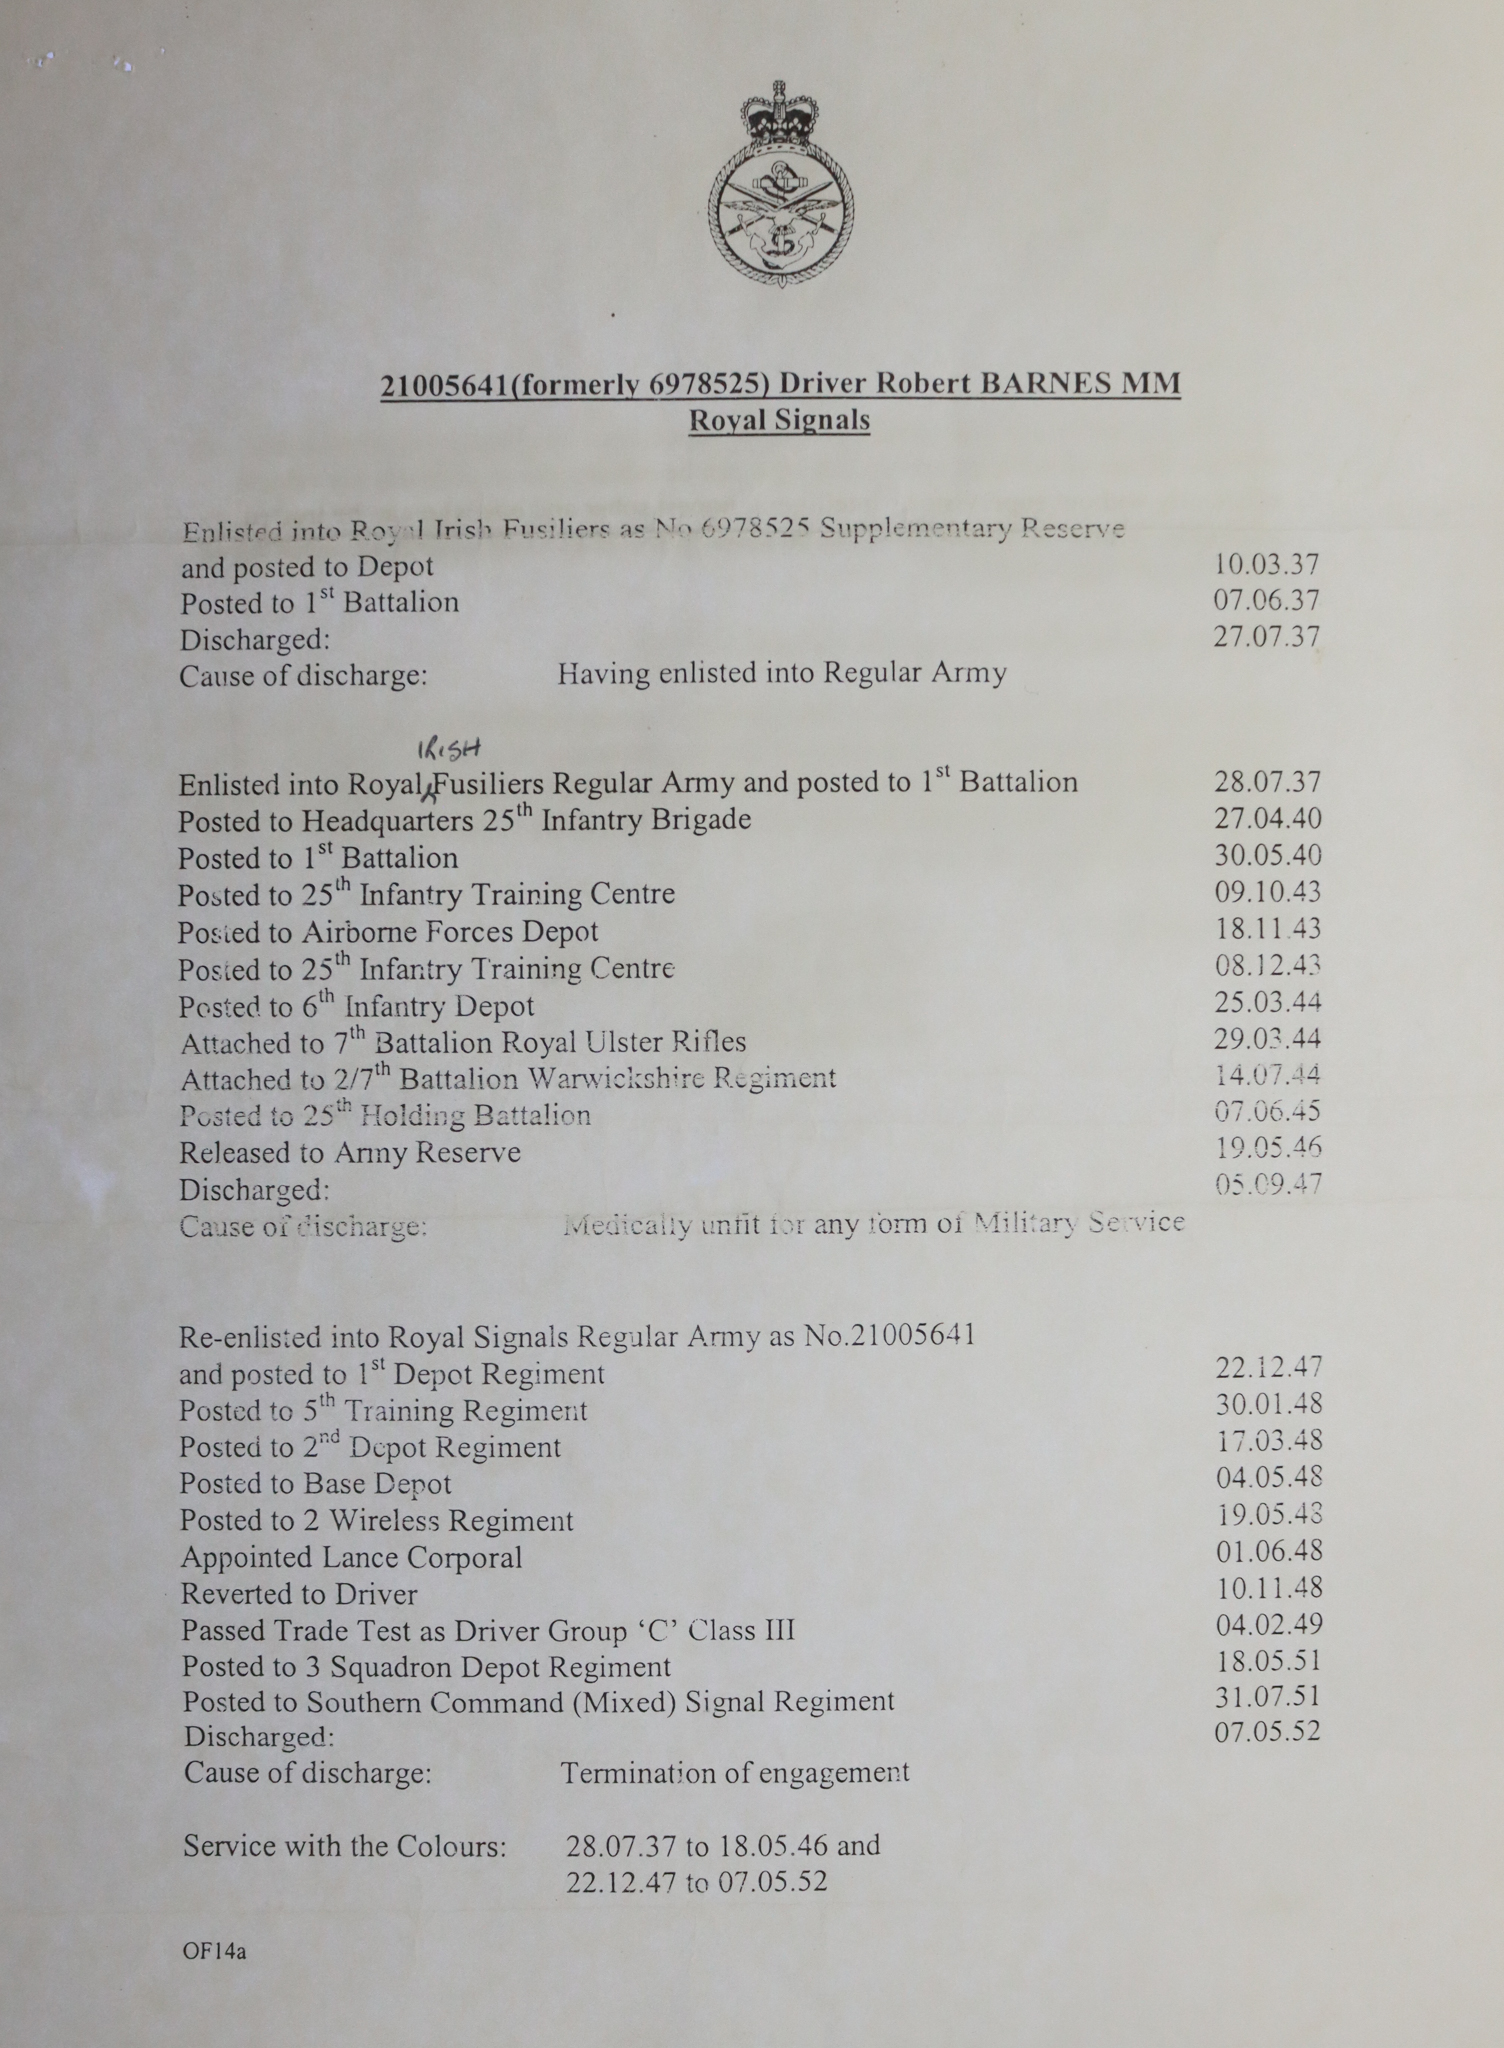 21005641(formerly 6978525) Driver Robert BARNES MM
Royal Signals
Enlisted into Royal Irish Fusiliers as No 6978525 Supplementary Reserve
and posted to Depot 10.03.37
Posted to 1st Battalion 07.06.37
Discharged: 27.07.37
Cause of discharge: Having enlisted into Regular Army
IRISH
Enlisted into Royal Fusiliers Regular Army and posted to 1st Battalion 28.07.37
Posted to Headquarters 25th Infantry Brigade 27.04.40
Posted to 1st Battalion 30.05.40
Posted to 25th Infantry Training Centre 09.10.43
Posted to Airborne Forces Depot 18.11.43
Posted to 25th Infantry Training Centre 08.12.43
Posted to 6th Infantry Depot 25.03.44
Attached to 7th Battalion Royal Ulster Rifles 29.03.44
Attached to 2/7th Battalion Warwickshire Regiment 14.07.44
Posted to 25th Holding Battalion 07.06.45
Released to Army Reserve 19.05.46
Discharged: 05.09.47
Cause of discharge: Medically unfit for any form of Military Service
Re-enlisted into Royal Signals Regular Army as No.21005641
and posted to 1st Depot Regiment 22.12.47
Posted to 5th Training Regiment 30.01.48
Posted to 2nd Depot Regiment 17.03.48
Posted to Base Depot 04.05.48
Posted to 2 Wireless Regiment 19.05.48
Appointed Lance Corporal 01.06.48
Reverted to Driver 10.11.48
Passed Trade Test as Driver Group ‘C’ Class III 04.02.49
Posted to 3 Squadron Depot Regiment 18.05.51
Posted to Southern Command (Mixed) Signal Regiment 31.07.51
Discharged: 07.05.52
Cause of discharge: Termination of engagement
Service with the Colours: 28.07.37 to 18.05.46 and
22.12.47 to 07.05.52
OF14a